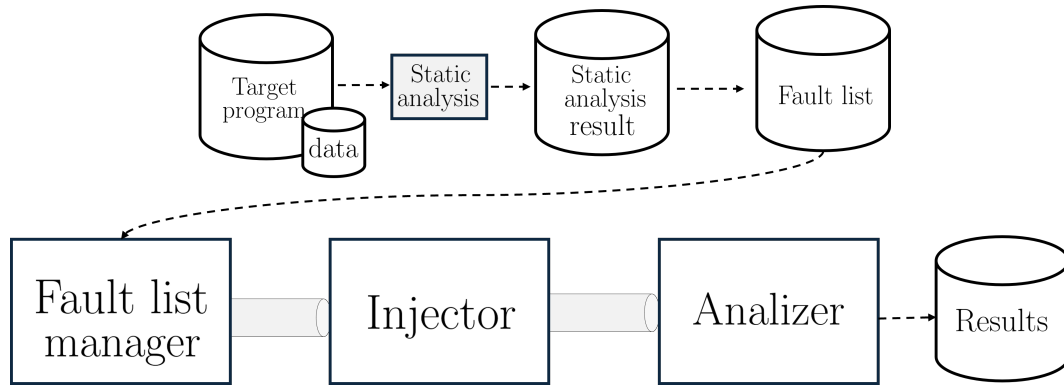 Target
program
data
Static
analysis
Static
analysis
result
Fault list
Fault list
manager
Injector
Analizer
Results